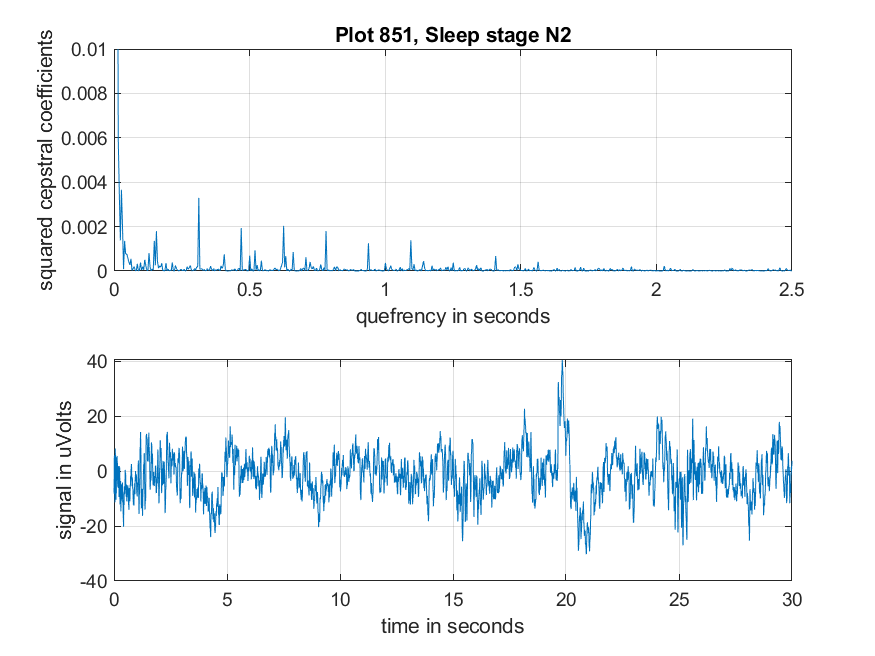 Plot 851, Sleep stage N2
squared cepstral coefficients
0.01
0.008
0.006
0.004
0.002
0
0 0.5 1 1.5 2 2.5
quefrency in seconds
signal in uVolts
40
20
0
-20
-40
0 5 10 15 20 25 30
time in seconds